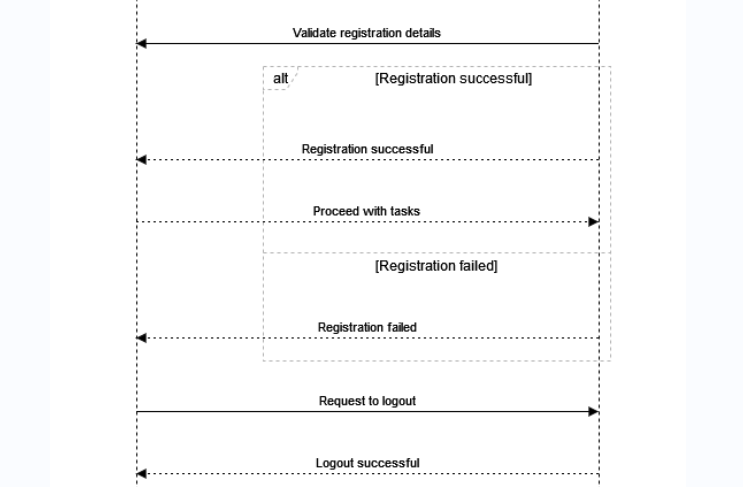 Validate registration details
alt
[Registration successful]
Registration successful
Proceed with tasks
[Registration failed]
Registration failed
Request to logout
Logout successful